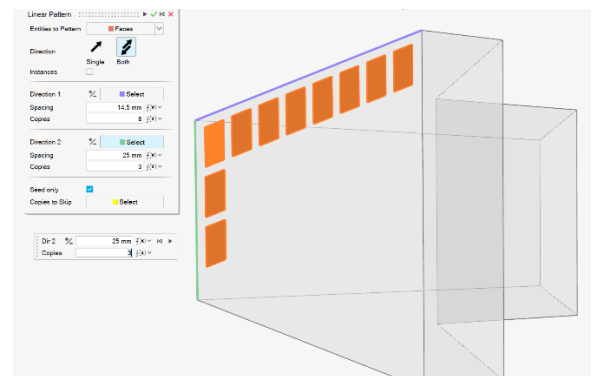 Linear Pattern
Entities to Pattern Faces
Direction
Single Both
Instances
Direction 1 Select
Spacing 14.5 mm f(x)
Copies 8 f(x)
Direction 2 Select
Spacing 25 mm f(x)
Copies 3 f(x)
Seed only
Copies to Skip Select
Dir 2 25 mm f(x)
Copies 3 f(x)